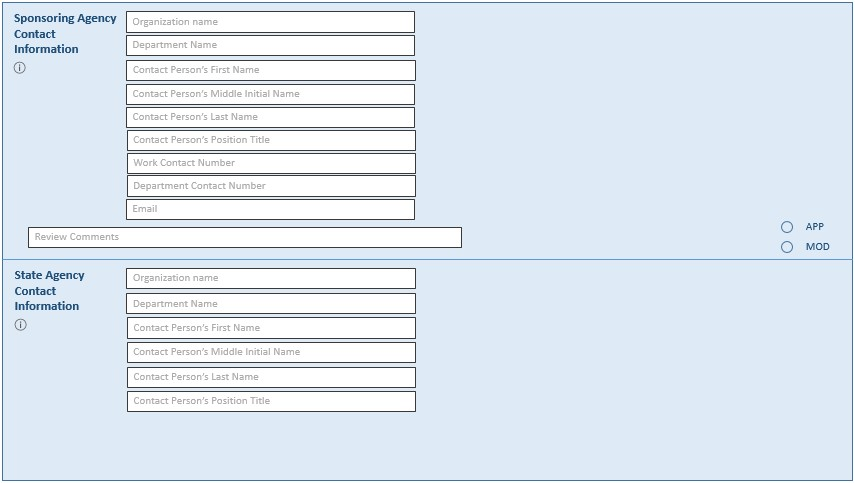 Sponsoring Agency
Contact
Information
Organization name
Department Name
Contact Person's First Name
Contact Person's Middle Initial Name
Contact Person's Last Name
Contact Person's Position Title
Work Contact Number
Department Contact Number
Email
Review Comments
APP
MOD
State Agency
Contact
Information
Organization name
Department Name
Contact Person's First Name
Contact Person's Middle Initial Name
Contact Person's Last Name
Contact Person's Position Title